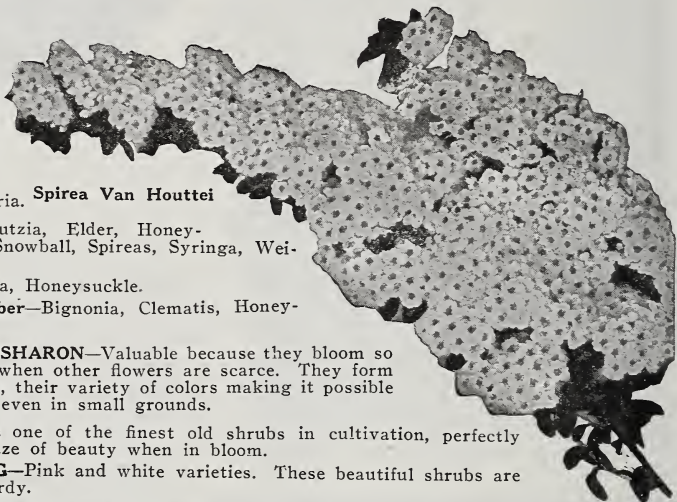 ria. Spirea Van Houttei
utzia, Elder, Honey-
Snowball, Spireas, Syringa, Wei-
a, Honeysuckle.
ber—Bignonia, Clematis, Honey-
SHARON—Valuable because they bloom so
when other flowers are scarce. They form
, their variety of colors making it possible
even in small grounds.
one of the finest old shrubs in cultivation, perfectly
ze of beauty when in bloom.
G—Pink and white varieties. These beautiful shrubs are
rdy.